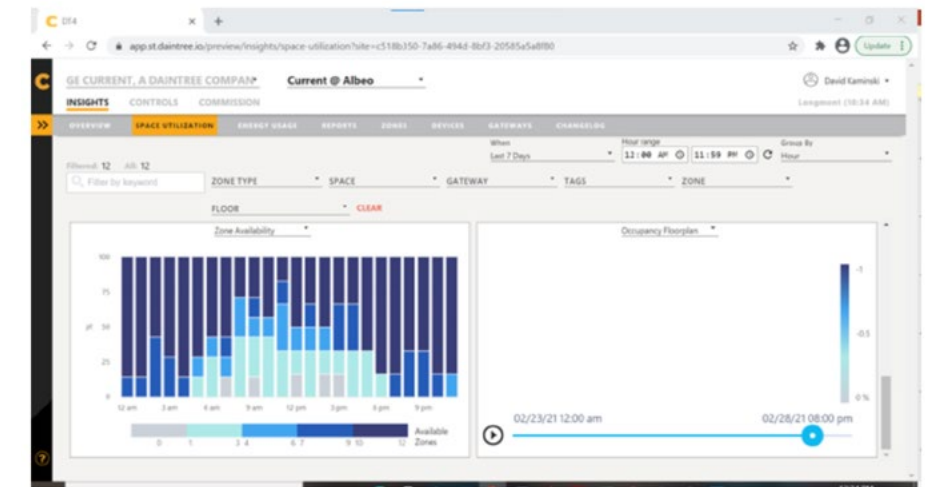 DT4
app.st.daintree.io/preview/insights/space-utilization?site=c518b350-7a86-494d-8bf3-20585a5a8f80
Update
GE CURRENT, A DAINTREE COMPAN
Current @ Albeo
David Kaminski
INSIGHTS CONTROLS COMMISSION
Longmont (10:54 AM)
OVERVIEW SPACE UTILIZATION ENERGY USAGE REPORTS ZONES DEVICES GATEWAYS CHANGELOG
When Hour range Group By
Last 7 Days 12:00 AM 11:59 PM Hour
Filtered: 12 All: 12
Filter by keyword ZONE TYPE SPACE GATEWAY TAGS ZONE
FLOOR CLEAR
Zone Availability
100
75
% 50
25
0
12 am 3 am 6 am 9 am 12 pm 3 pm 6 pm 9 pm
0 1 3 4 6 7 9 10 12
Available Zones
Occupancy Floorplan
-1
-0.5
0 %
02/23/21 12:00 am 02/28/21 08:00 pm
?